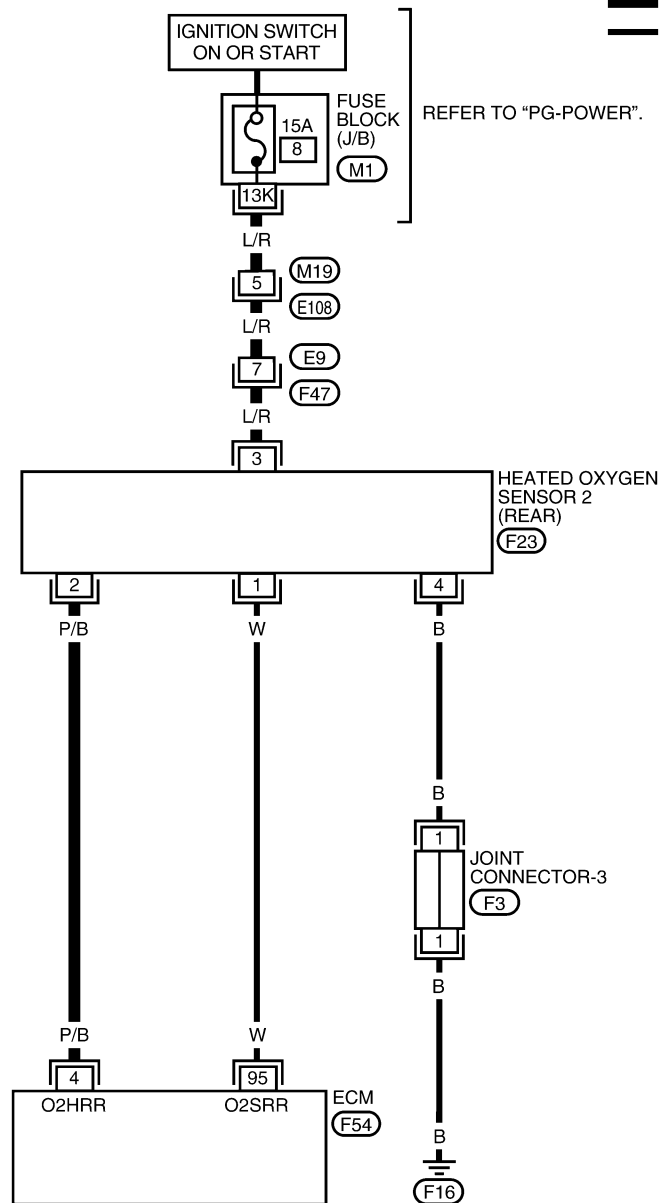 IGNITION SWITCH
ON OR START
FUSE
BLOCK
(J/B)
15A
8
M1
REFER TO “PG-POWER”.
13K
L/R
5
M19
E108
L/R
7
E9
F47
L/R
3
HEATED OXYGEN
SENSOR 2
(REAR)
F23
2
1
4
P/B
W
B
B
1
JOINT
CONNECTOR-3
F3
1
B
P/B
W
4
95
O2HRR
O2SRR
ECM
F54
B
F16